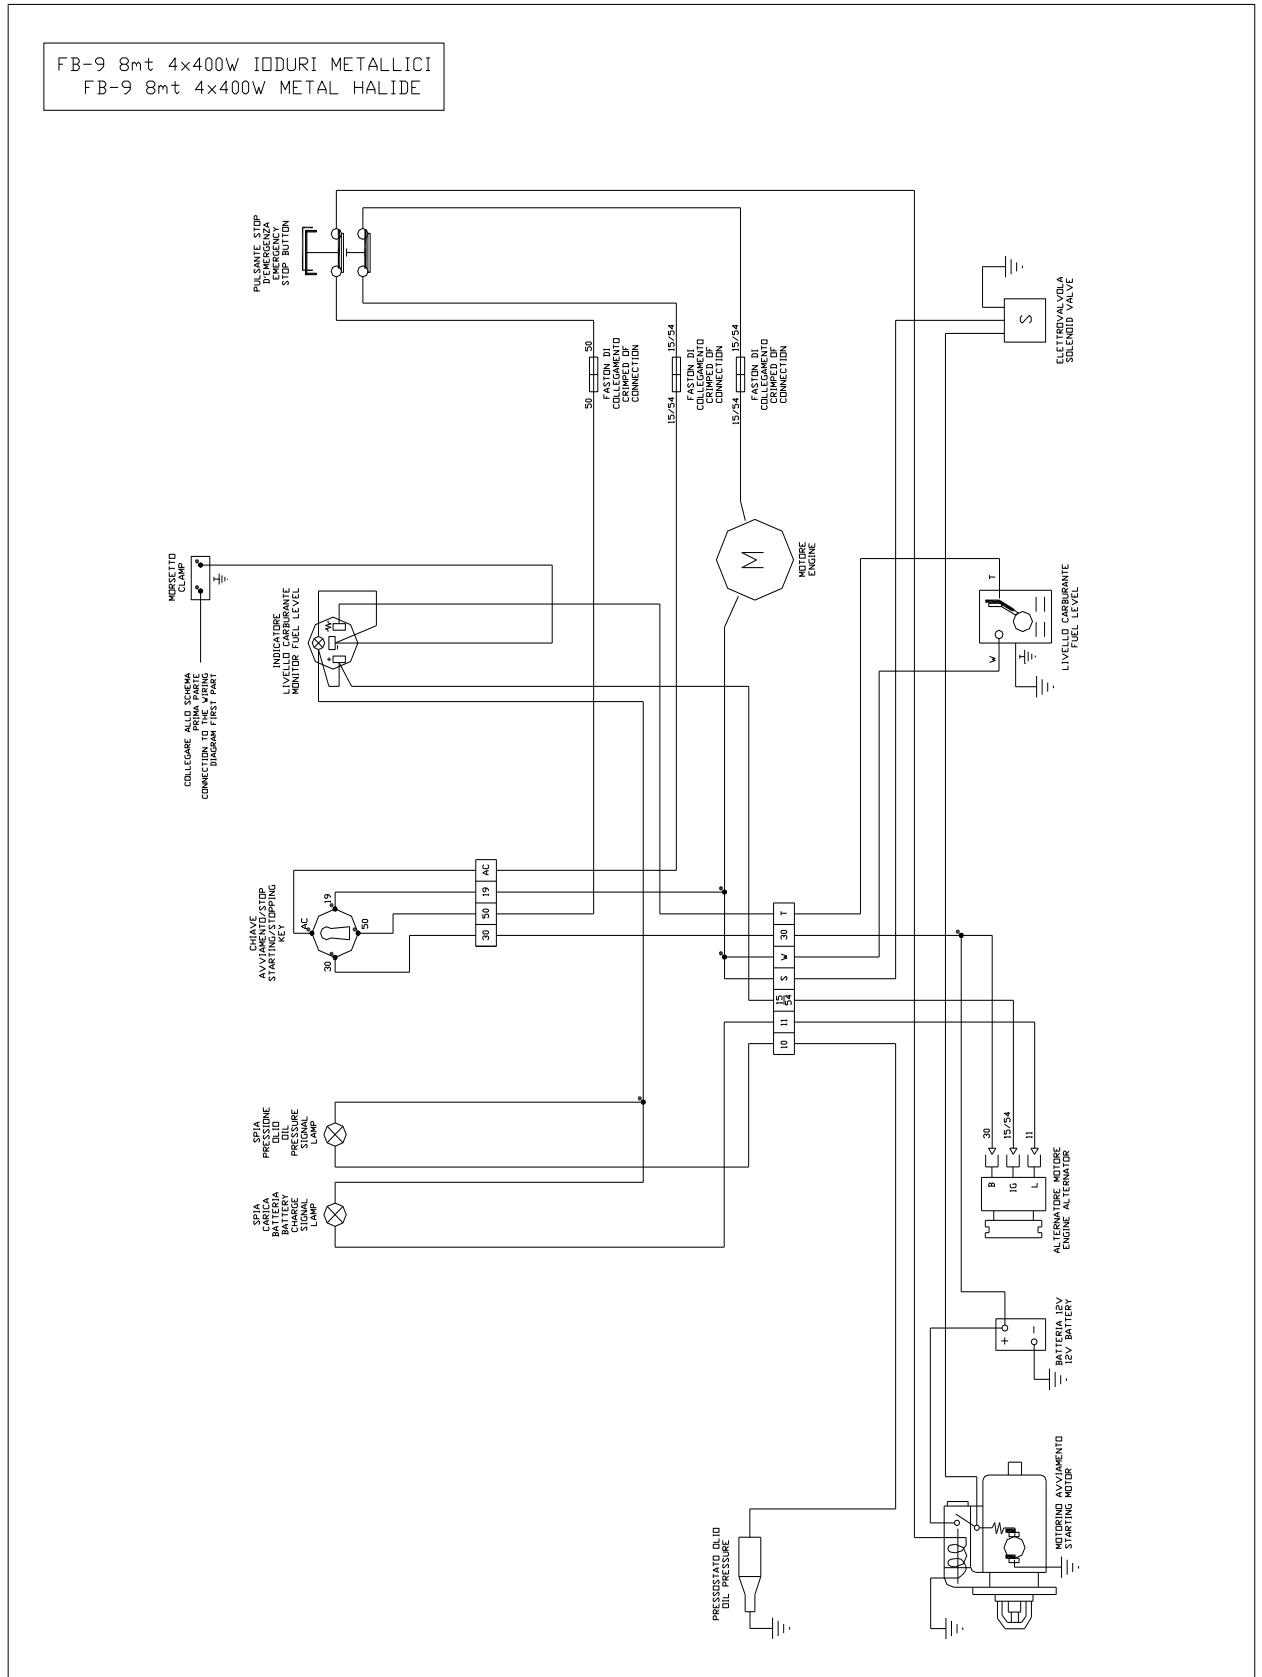 FB-9 8mt 4x400W IODURI METALLICI
FB-9 8mt 4x400W METAL HALIDE
PULSANTE STOP
D'EMERGENZA
EMERGENCY
STOP BUTTON
50
50
FASTON DI
COLLEGAMENTO
CRIMPED OF
CONNECTION
15/54
15/54
FASTON DI
COLLEGAMENTO
CRIMPED OF
CONNECTION
15/54
15/54
FASTON DI
COLLEGAMENTO
CRIMPED OF
CONNECTION
S
ELETTROVALVOLA
SOLENOID VALVE
MORSETTO
CLAMP
COLLEGARE ALLO SCHEMA
PRIMA PARTE
CONNECTION TO THE WIRING
DIAGRAM FIRST PART
INDICATORE
LIVELLO CARBURANTE
MONITOR FUEL LEVEL
+
-
M
MOTORE
ENGINE
T
W
LIVELLO CARBURANTE
FUEL LEVEL
CHIAVE
AVVIAMENTO/STOP
STARTING/STOPPING
KEY
AC
19
50
30
AC
19
50
30
T
30
W
S
15
54
11
10
SPIA
PRESSIONE
OLIO
OIL
PRESSURE
SIGNAL
LAMP
SPIA
CARICA
BATTERIA
BATTERY
CHARGE
SIGNAL
LAMP
30
15/54
11
B
IG
L
ALTERNATORE MOTORE
ENGINE ALTERNATOR
+
-
BATTERIA 12V
12V BATTERY
PRESSOSTATO OLIO
OIL PRESSURE
MOTORINO AVVIAMENTO
STARTING MOTOR